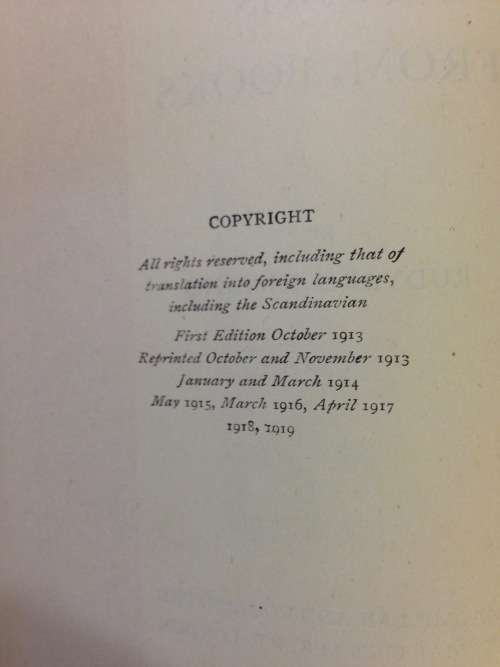 COPYRIGHT
All rights reserved, including that of
translation into foreign languages,
including the Scandinavian
First Edition October 1913
Reprinted October and November 1913
January and March 1914
May 1915, March 1916, April 1917
1918, 1919